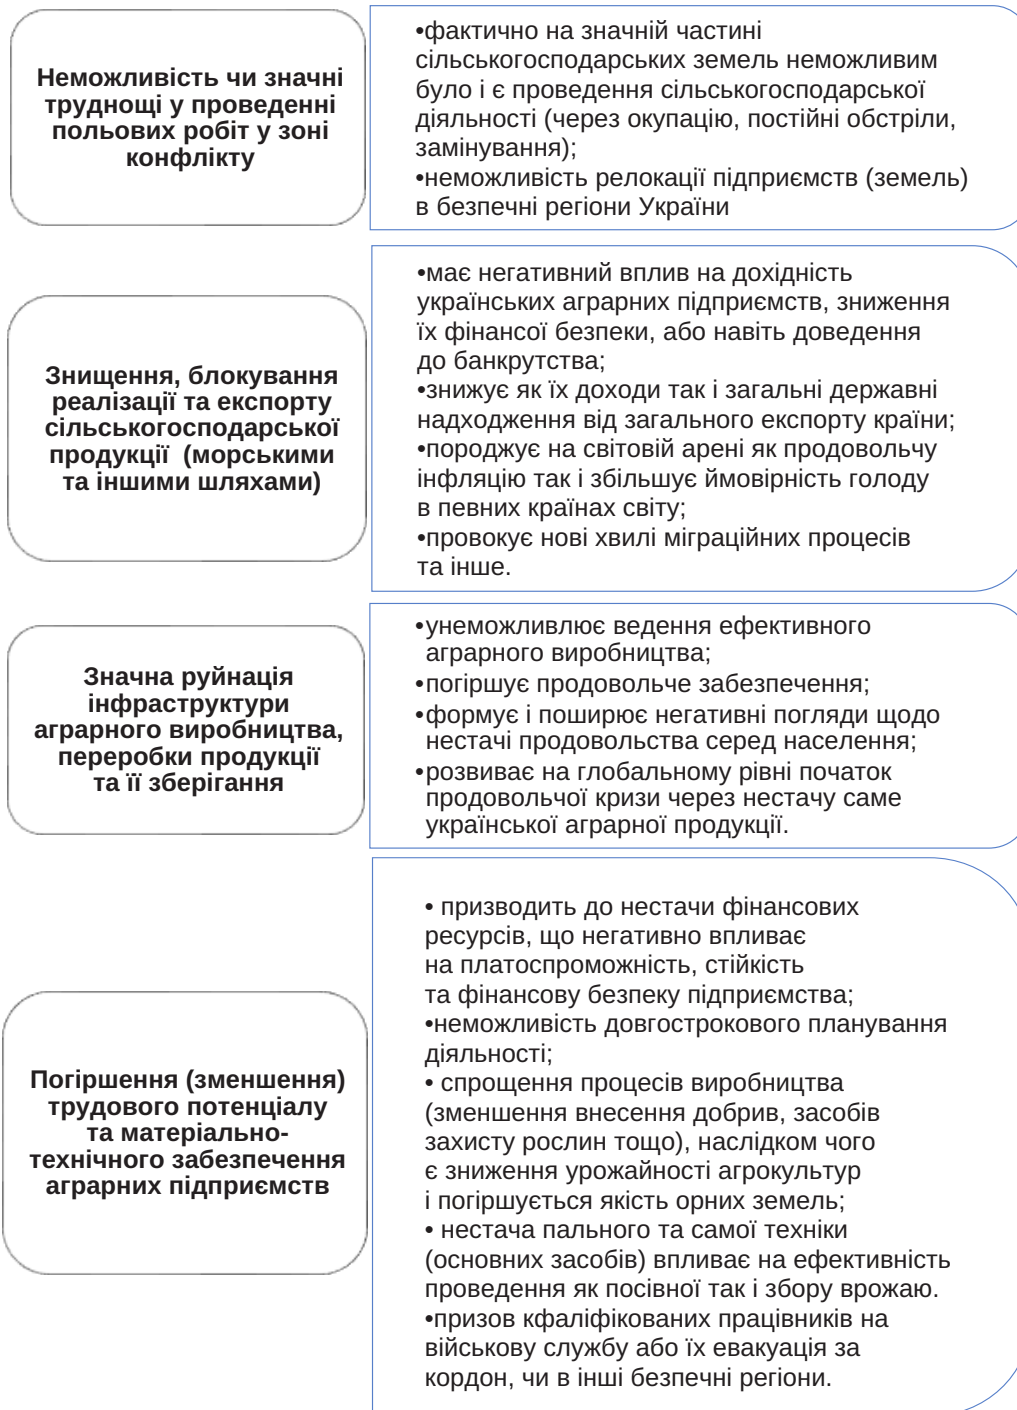 Неможливість чи значні
труднощі у проведенні
польових робіт у зоні
конфлікту
•фактично на значній частині
сільськогосподарських земель неможливим
було і є проведення сільськогосподарської
діяльності (через окупацію, постійні обстріли,
замінування);
•неможливість релокації підприємств (земель)
в безпечні регіони України
Знищення, блокування
реалізації та експорту
сільськогосподарської
продукції (морськими
та іншими шляхами)
•має негативний вплив на дохідність
українських аграрних підприємств, зниження
їх фінансої безпеки, або навіть доведення
до банкрутства;
•знижує як їх доходи так і загальні державні
надходження від загального експорту країни;
•породжує на світовій арені як продовольчу
інфляцію так і збільшує ймовірність голоду
в певних країнах світу;
•провокує нові хвилі міграційних процесів
та інше.
Значна руйнація
інфраструктури
аграрного виробництва,
переробки продукції
та її зберігання
•унеможливлює ведення ефективного
аграрного виробництва;
•погіршує продовольче забезпечення;
•формує і поширює негативні погляди щодо
нестачі продовольства серед населення;
•розвиває на глобальному рівні початок
продовольчої кризи через нестачу саме
української аграрної продукції.
Погіршення (зменшення)
трудового потенціалу
та матеріально-
технічного забезпечення
аграрних підприємств
• призводить до нестачи фінансових
ресурсів, що негативно впливає
на платоспроможність, стійкість
та фінансову безпеку підприємства;
•неможливість довгострокового планування
діяльності;
• спрощення процесів виробництва
(зменшення внесення добрив, засобів
захисту рослин тощо), наслідком чого
є зниження урожайності агрокультур
і погіршується якість орних земель;
• нестача пального та самої техніки
(основних засобів) впливає на ефективність
проведення як посівної так і збору врожаю.
•призов кфаліфікованих працівників на
військову службу або їх евакуація за
кордон, чи в інші безпечні регіони.